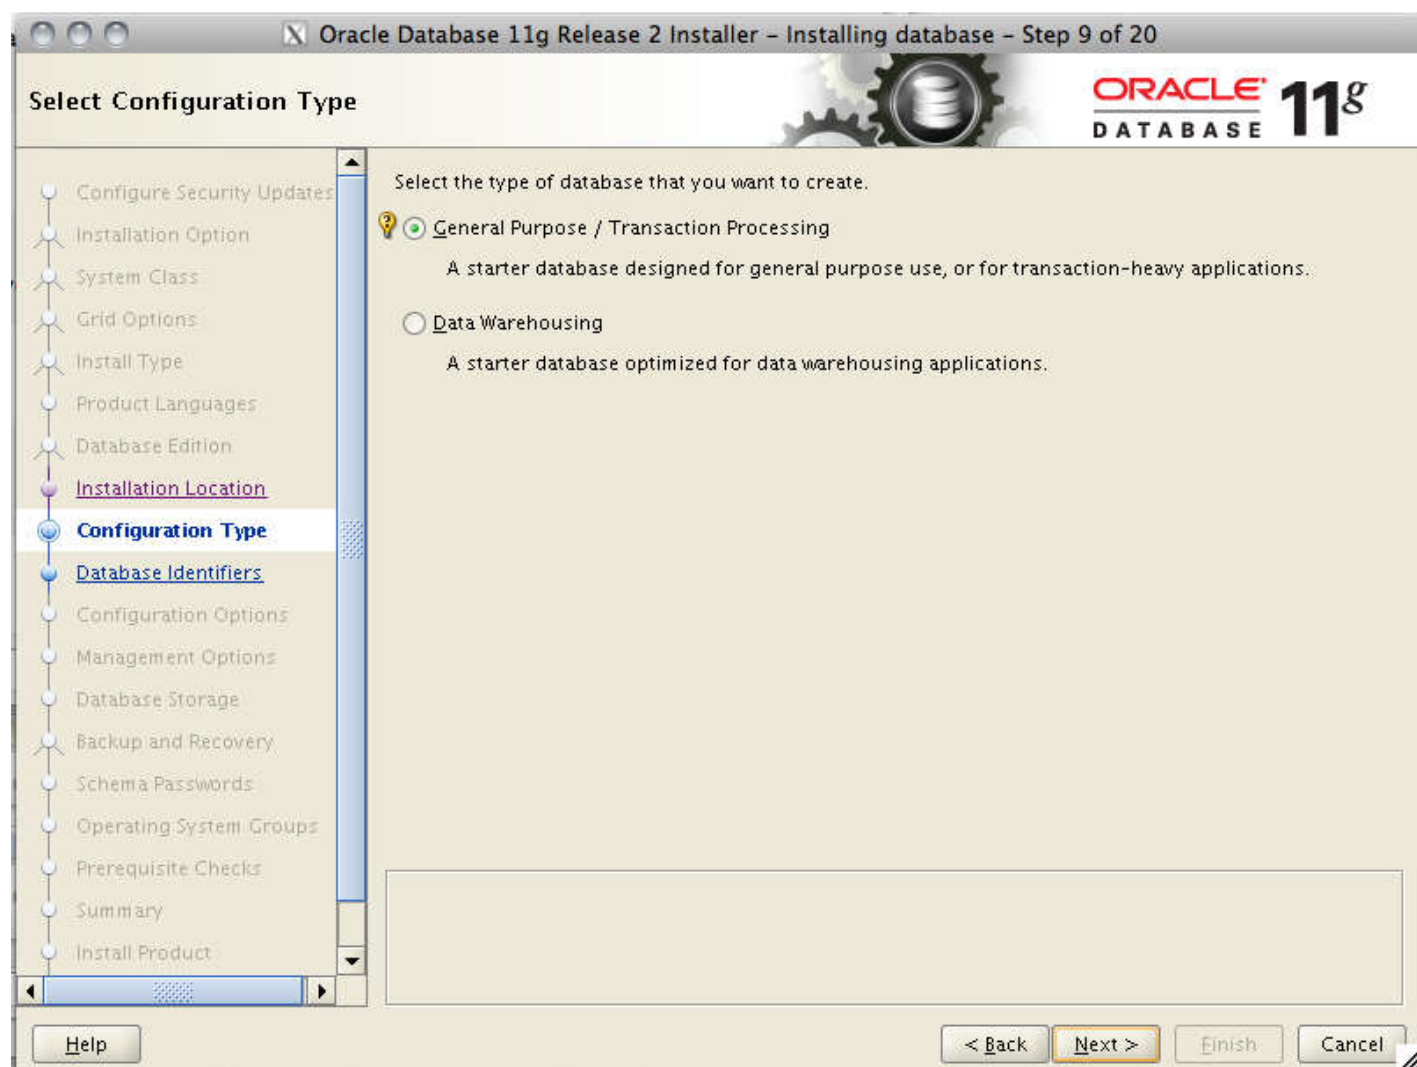 Oracle Database 11g Release 2 Installer – Installing database – Step 9 of 20
Select Configuration Type
ORACLE
DATABASE
11g
Configure Security Updates
Installation Option
System Class
Grid Options
Install Type
Product Languages
Database Edition
Installation Location
Configuration Type
Database Identifiers
Configuration Options
Management Options
Database Storage
Backup and Recovery
Schema Passwords
Operating System Groups
Prerequisite Checks
Summary
Install Product
Select the type of database that you want to create.
General Purpose / Transaction Processing
A starter database designed for general purpose use, or for transaction-heavy applications.
Data Warehousing
A starter database optimized for data warehousing applications.
Help
< Back
Next >
Finish
Cancel